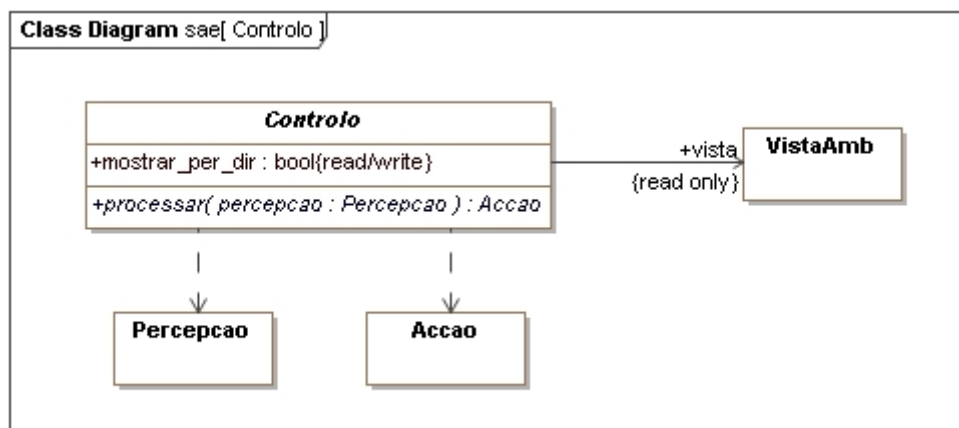 Class Diagram sae[ Controlo ]
Controlo
+mostrar_per_dir : bool{read/write}
+processar( percepcao : Percepcao ) : Accao
+vista
{read only}
VistaAmb
Percepcao
Accao